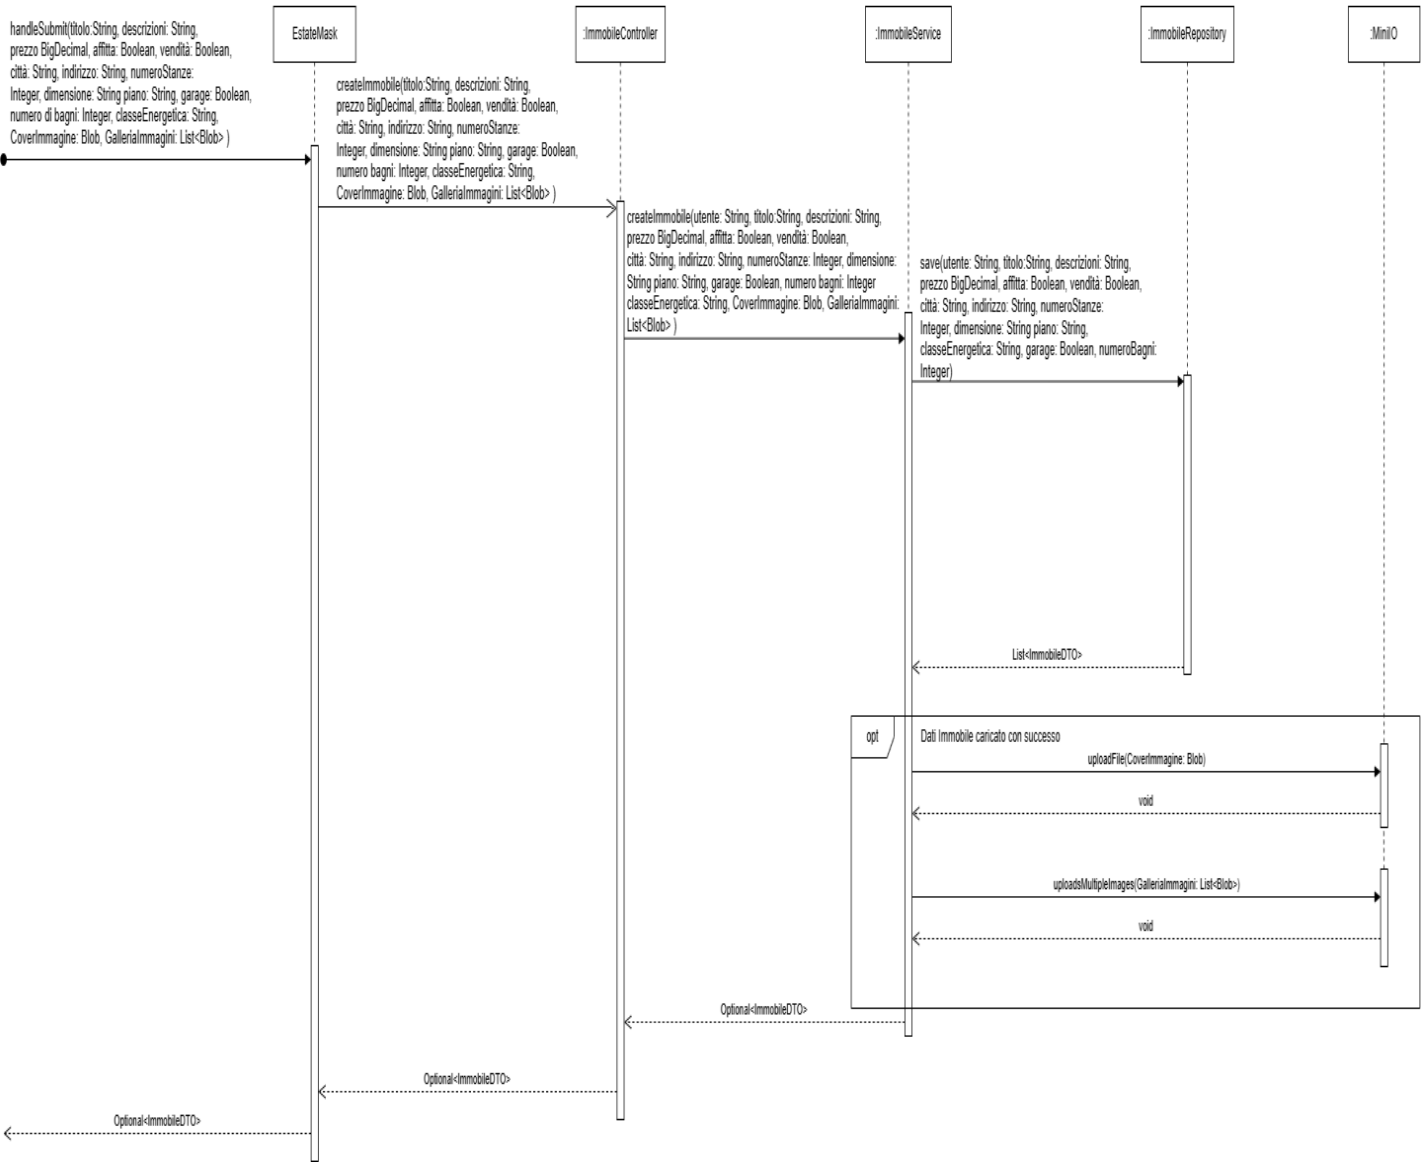 EstateMask
:ImmobileController
:ImmobileService
:ImmobileRepository
:MiniIO
handleSubmit(titolo:String, descrizioni: String,
prezzo BigDecimal, affitta: Boolean, vendità: Boolean,
città: String, indirizzo: String, numeroStanze:
Integer, dimensione: String piano: String, garage: Boolean,
numero di bagni: Integer, classeEnergetica: String,
CoverImmagine: Blob, GalleriaImmagini: List<Blob> )
createImmobile(titolo:String, descrizioni: String,
prezzo BigDecimal, affitta: Boolean, vendità: Boolean,
città: String, indirizzo: String, numeroStanze:
Integer, dimensione: String piano: String, garage: Boolean,
numero bagni: Integer, classeEnergetica: String,
CoverImmagine: Blob, GalleriaImmagini: List<Blob> )
createImmobile(utente: String, titolo:String, descrizioni: String,
prezzo BigDecimal, affitta: Boolean, vendità: Boolean,
città: String, indirizzo: String, numeroStanze: Integer, dimensione:
String piano: String, garage: Boolean, numero bagni: Integer
classeEnergetica: String, CoverImmagine: Blob, GalleriaImmagini:
List<Blob> )
save(utente: String, titolo:String, descrizioni: String,
prezzo BigDecimal, affitta: Boolean, vendità: Boolean,
città: String, indirizzo: String, numeroStanze:
Integer, dimensione: String piano: String,
classeEnergetica: String, garage: Boolean, numeroBagni:
Integer)
List<ImmobileDTO>
opt
Dati Immobile caricato con successo
uploadFile(CoverImmagine: Blob)
void
uploadsMultipleImages(GalleriaImmagini: List<Blob>)
void
Optional<ImmobileDTO>
Optional<ImmobileDTO>
Optional<ImmobileDTO>